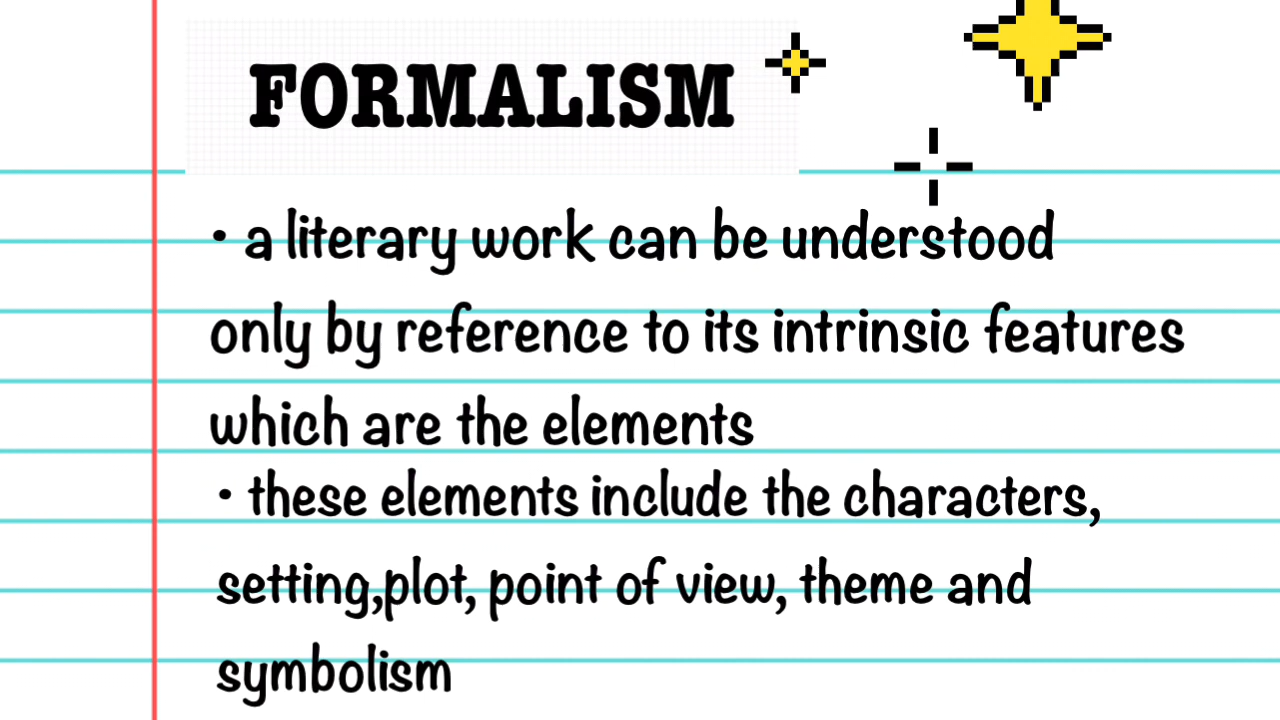 FORMALISM
• a literary work can be understood
only by reference to its intrinsic features
which are the elements
• these elements include the characters,
setting,plot, point of view, theme and
symbolism